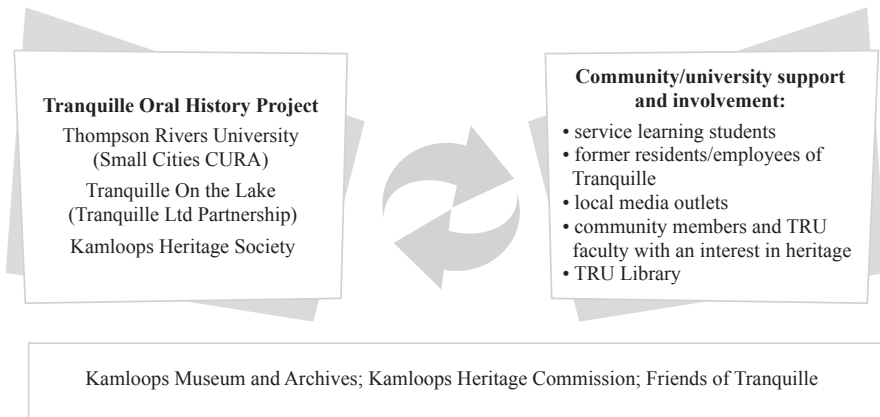 Tranquille Oral History Project
Thompson Rivers University
(Small Cities CURA)
Tranquille On the Lake
(Tranquille Ltd Partnership)
Kamloops Heritage Society
Community/university support
and involvement:
• service learning students
• former residents/employees of
Tranquille
• local media outlets
• community members and TRU
faculty with an interest in heritage
• TRU Library
Kamloops Museum and Archives; Kamloops Heritage Commission; Friends of Tranquille